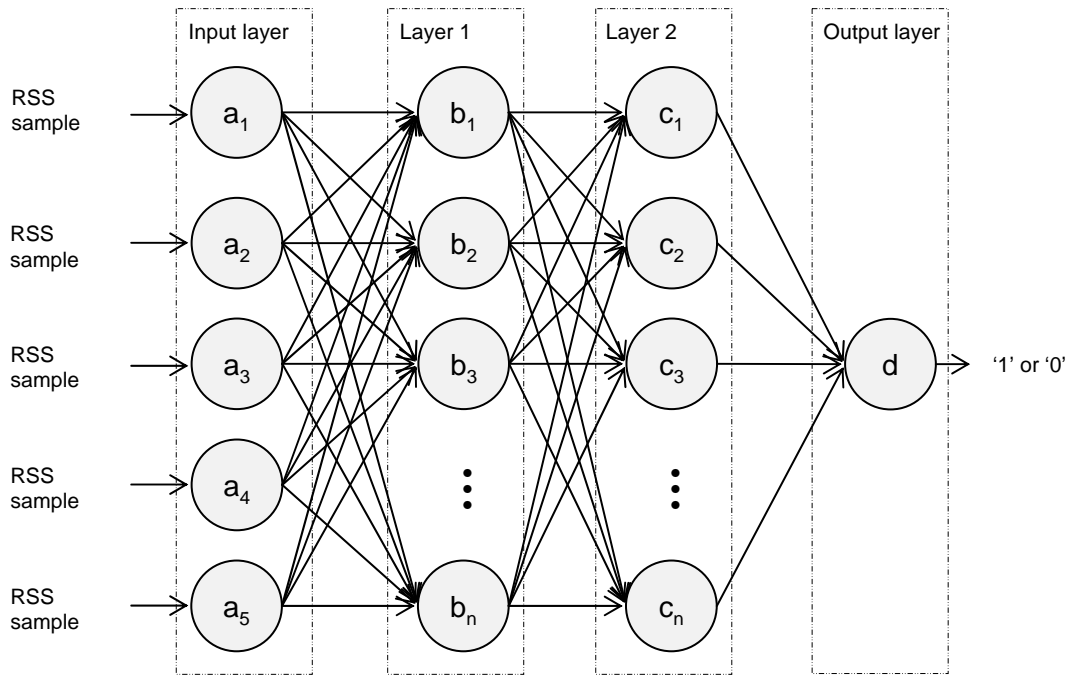 Input layer
Layer 1
Layer 2
Output layer
RSS
sample
a1
b1
c1
RSS
sample
a2
b2
c2
RSS
sample
a3
b3
c3
d
‘1’ or ‘0’
RSS
sample
a4
RSS
sample
a5
bn
cn